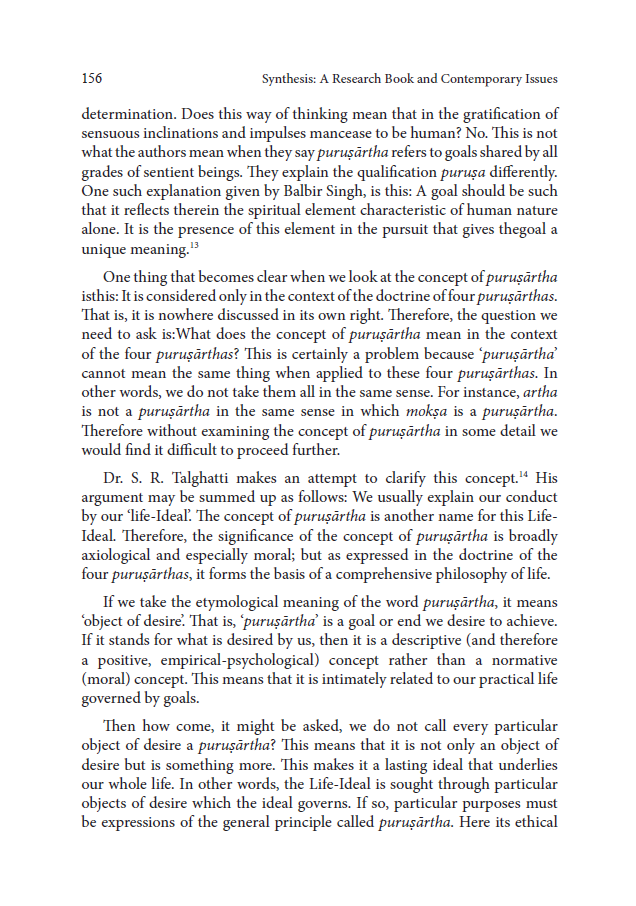 156 Synthesis: A Research Book and Contemporary Issues
determination. Does this way of thinking mean that in the gratification of
sensuous inclinations and impulses mancease to be human? No. This is not
what the authors mean when they say puruṣārtha refers to goals shared by all
grades of sentient beings. They explain the qualification puruṣa differently.
One such explanation given by Balbir Singh, is this: A goal should be such
that it reflects therein the spiritual element characteristic of human nature
alone. It is the presence of this element in the pursuit that gives thegoal a
unique meaning.13
One thing that becomes clear when we look at the concept of puruṣārtha
isthis: It is considered only in the context of the doctrine of four puruṣārthas.
That is, it is nowhere discussed in its own right. Therefore, the question we
need to ask is:What does the concept of puruṣārtha mean in the context
of the four puruṣārthas? This is certainly a problem because ‘puruṣārtha’
cannot mean the same thing when applied to these four puruṣārthas. In
other words, we do not take them all in the same sense. For instance, artha
is not a puruṣārtha in the same sense in which mokṣa is a puruṣārtha.
Therefore without examining the concept of puruṣārtha in some detail we
would find it difficult to proceed further.
Dr. S. R. Talghatti makes an attempt to clarify this concept.14 His
argument may be summed up as follows: We usually explain our conduct
by our ‘life-Ideal’. The concept of puruṣārtha is another name for this Life-
Ideal. Therefore, the significance of the concept of puruṣārtha is broadly
axiological and especially moral; but as expressed in the doctrine of the
four puruṣārthas, it forms the basis of a comprehensive philosophy of life.
If we take the etymological meaning of the word puruṣārtha, it means
‘object of desire’. That is, ‘puruṣārtha’ is a goal or end we desire to achieve.
If it stands for what is desired by us, then it is a descriptive (and therefore
a positive, empirical-psychological) concept rather than a normative
(moral) concept. This means that it is intimately related to our practical life
governed by goals.
Then how come, it might be asked, we do not call every particular
object of desire a puruṣārtha? This means that it is not only an object of
desire but is something more. This makes it a lasting ideal that underlies
our whole life. In other words, the Life-Ideal is sought through particular
objects of desire which the ideal governs. If so, particular purposes must
be expressions of the general principle called puruṣārtha. Here its ethical